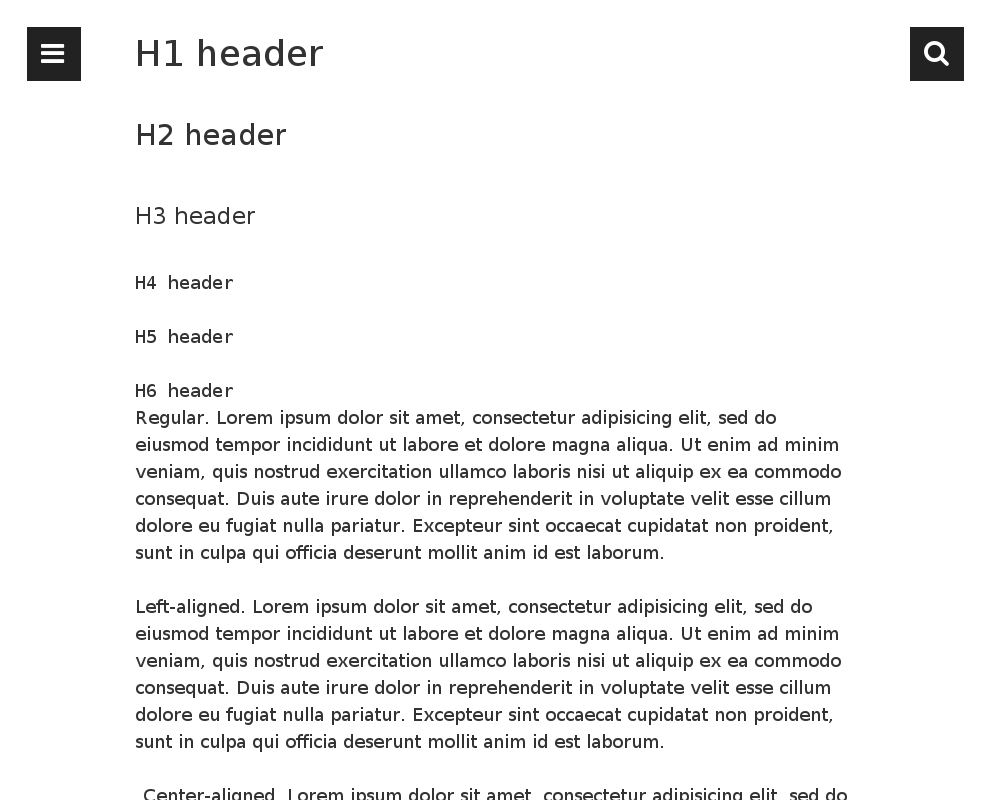 H1 header
H2 header
H3 header
H4 header
H5 header
H6 header
Regular. Lorem ipsum dolor sit amet, consectetur adipisicing elit, sed do
eiusmod tempor incididunt ut labore et dolore magna aliqua. Ut enim ad minim
veniam, quis nostrud exercitation ullamco laboris nisi ut aliquip ex ea commodo
consequat. Duis aute irure dolor in reprehenderit in voluptate velit esse cillum
dolore eu fugiat nulla pariatur. Excepteur sint occaecat cupidatat non proident,
sunt in culpa qui officia deserunt mollit anim id est laborum.
Left-aligned. Lorem ipsum dolor sit amet, consectetur adipisicing elit, sed do
eiusmod tempor incididunt ut labore et dolore magna aliqua. Ut enim ad minim
veniam, quis nostrud exercitation ullamco laboris nisi ut aliquip ex ea commodo
consequat. Duis aute irure dolor in reprehenderit in voluptate velit esse cillum
dolore eu fugiat nulla pariatur. Excepteur sint occaecat cupidatat non proident,
sunt in culpa qui officia deserunt mollit anim id est laborum.
Center-aligned. Lorem ipsum dolor sit amet, consectetur adipisicing elit, sed do